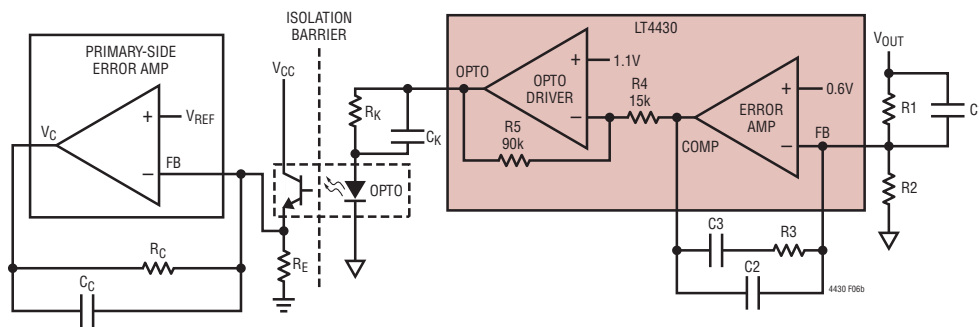 ISOLATION
BARRIER
PRIMARY-SIDE
ERROR AMP
VCC
VREF
VC
FB
+
−
RC
CC
RE
RK
CK
OPTO
LT4430
OPTO
+
1.1V
OPTO
DRIVER
−
R4
15k
R5
90k
COMP
ERROR
AMP
+
0.6V
−
FB
VOUT
R1
C
R2
C3
R3
C2
4430 F06b